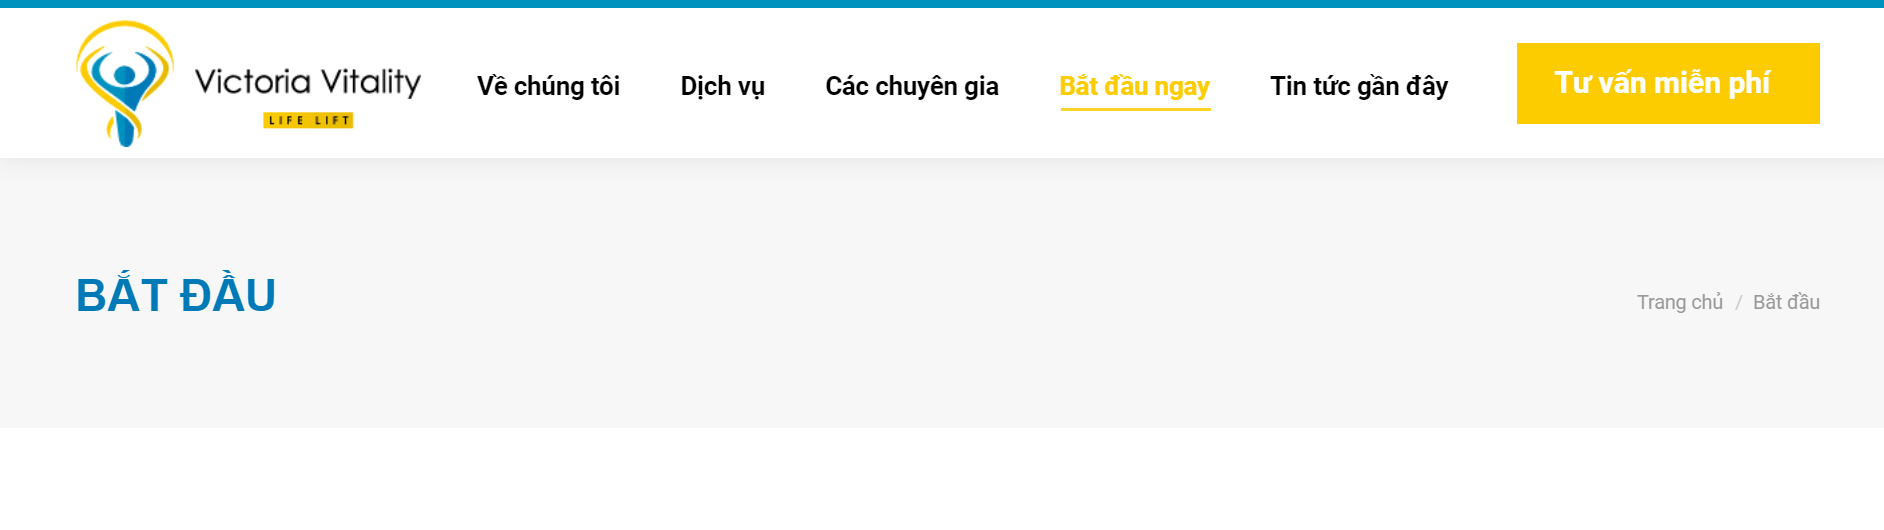 Victoria Vitality
LIFE LIFT
Về chúng tôi
Dịch vụ
Các chuyên gia
Bắt đầu ngay
Tin tức gần đây
Tư vấn miễn phí
BẮT ĐẦU
Trang chủ / Bắt đầu